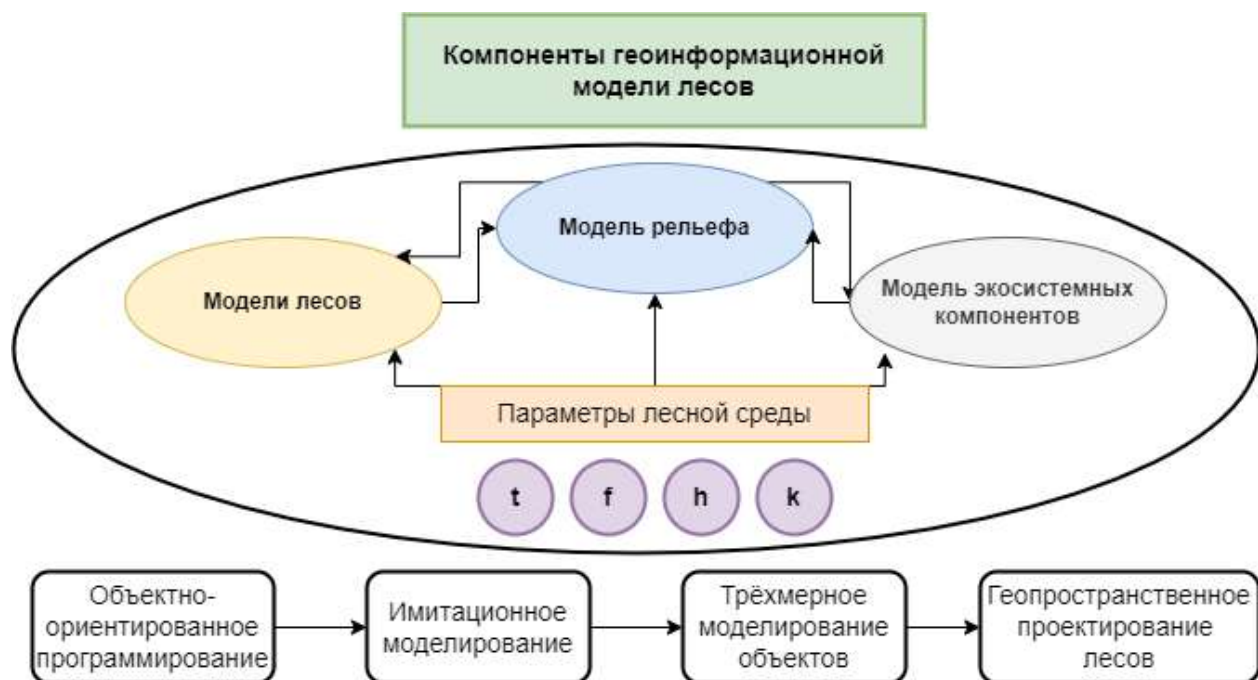 Компоненты геоинформационной
модели лесов
Модель рельефа
Модели лесов
Модель экосистемных
компонентов
Параметры лесной среды
t f h k
Объектно-
ориентированное
программирование
Имитационное
моделирование
Трёхмерное
моделирование
объектов
Геопространственное
проектирование
лесов